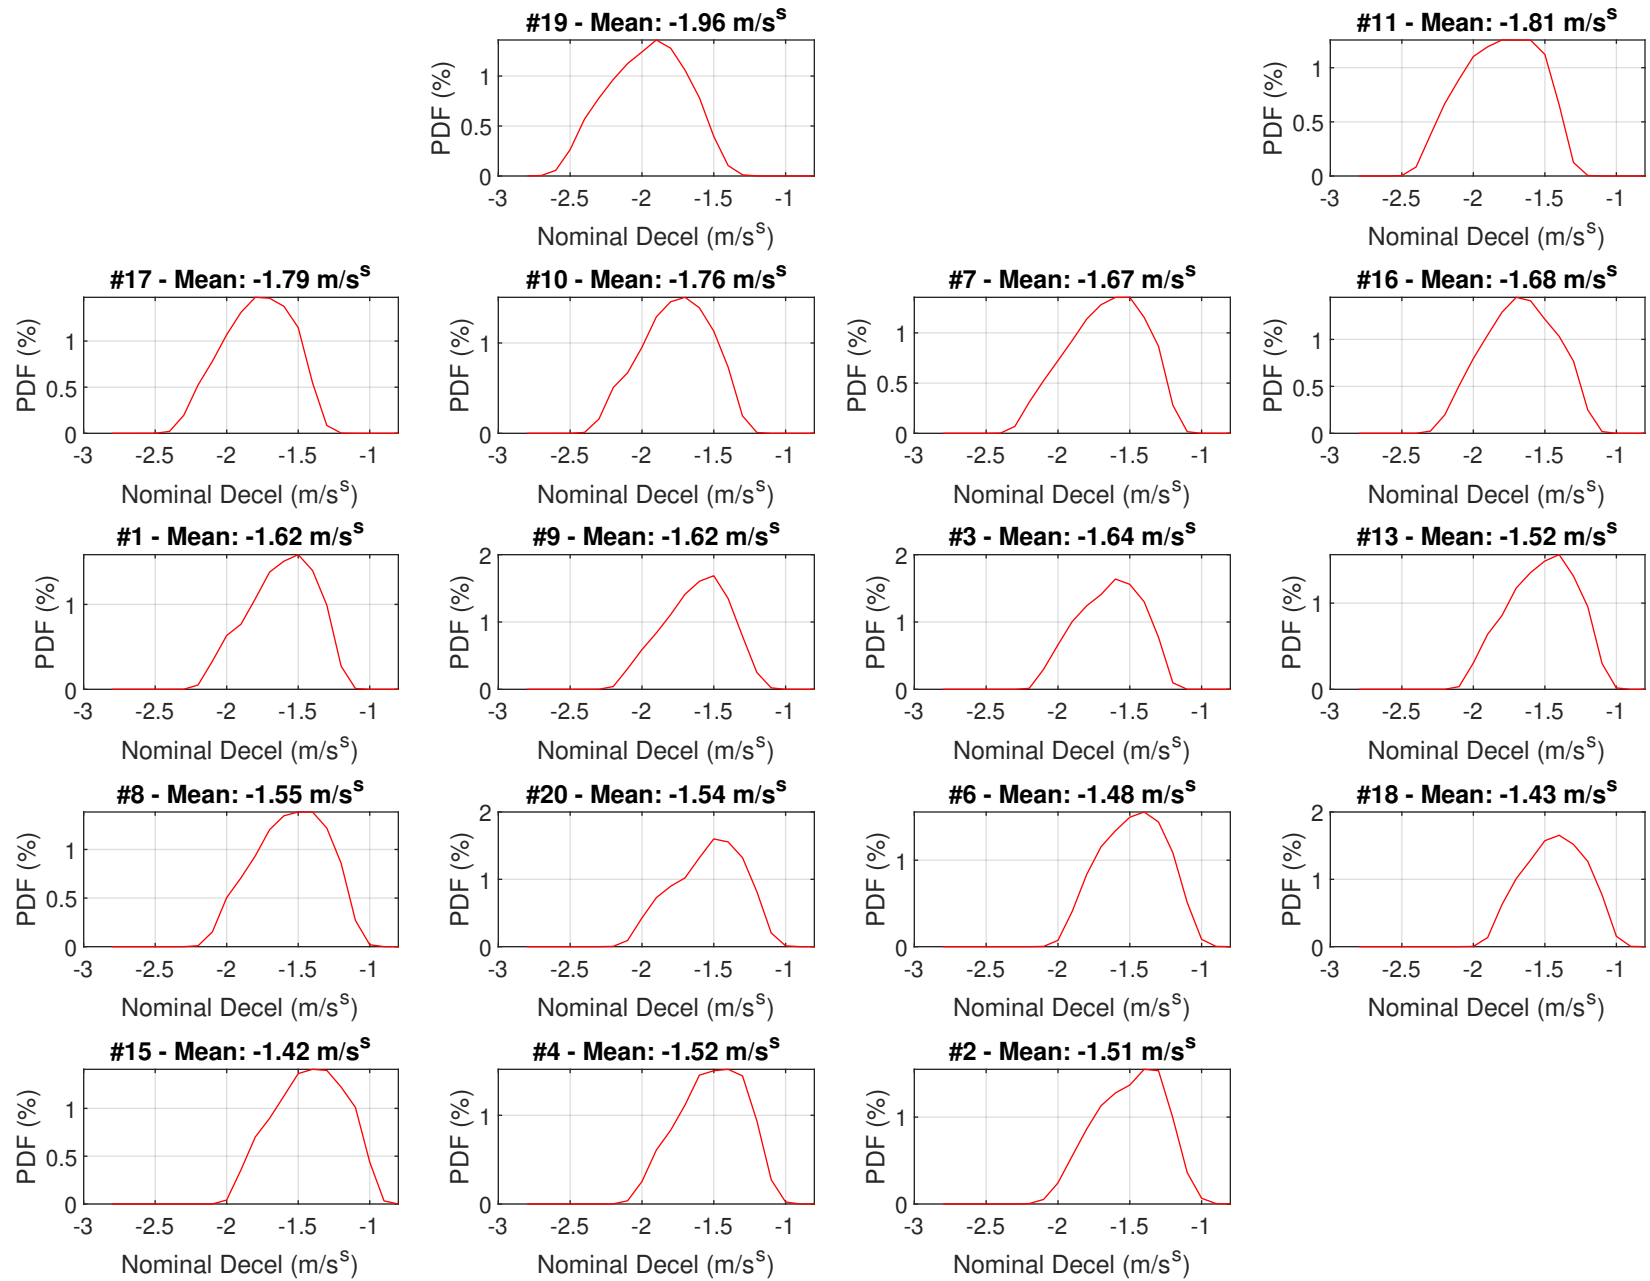 #19 - Mean: -1.96 m/s^s
PDF (%)
1
0.5
0
-3 -2.5 -2 -1.5 -1
Nominal Decel (m/s^s)
#11 - Mean: -1.81 m/s^s
PDF (%)
1
0.5
0
-3 -2.5 -2 -1.5 -1
Nominal Decel (m/s^s)
#17 - Mean: -1.79 m/s^s
PDF (%)
1
0.5
0
-3 -2.5 -2 -1.5 -1
Nominal Decel (m/s^s)
#10 - Mean: -1.76 m/s^s
PDF (%)
1
0
-3 -2.5 -2 -1.5 -1
Nominal Decel (m/s^s)
#7 - Mean: -1.67 m/s^s
PDF (%)
1
0.5
0
-3 -2.5 -2 -1.5 -1
Nominal Decel (m/s^s)
#16 - Mean: -1.68 m/s^s
PDF (%)
1
0.5
0
-3 -2.5 -2 -1.5 -1
Nominal Decel (m/s^s)
#1 - Mean: -1.62 m/s^s
PDF (%)
1
0
-3 -2.5 -2 -1.5 -1
Nominal Decel (m/s^s)
#9 - Mean: -1.62 m/s^s
PDF (%)
2
1
0
-3 -2.5 -2 -1.5 -1
Nominal Decel (m/s^s)
#3 - Mean: -1.64 m/s^s
PDF (%)
2
1
0
-3 -2.5 -2 -1.5 -1
Nominal Decel (m/s^s)
#13 - Mean: -1.52 m/s^s
PDF (%)
1
0
-3 -2.5 -2 -1.5 -1
Nominal Decel (m/s^s)
#8 - Mean: -1.55 m/s^s
PDF (%)
1
0.5
0
-3 -2.5 -2 -1.5 -1
Nominal Decel (m/s^s)
#20 - Mean: -1.54 m/s^s
PDF (%)
2
1
0
-3 -2.5 -2 -1.5 -1
Nominal Decel (m/s^s)
#6 - Mean: -1.48 m/s^s
PDF (%)
1
0
-3 -2.5 -2 -1.5 -1
Nominal Decel (m/s^s)
#18 - Mean: -1.43 m/s^s
PDF (%)
2
1
0
-3 -2.5 -2 -1.5 -1
Nominal Decel (m/s^s)
#15 - Mean: -1.42 m/s^s
PDF (%)
1
0.5
0
-3 -2.5 -2 -1.5 -1
Nominal Decel (m/s^s)
#4 - Mean: -1.52 m/s^s
PDF (%)
1
0
-3 -2.5 -2 -1.5 -1
Nominal Decel (m/s^s)
#2 - Mean: -1.51 m/s^s
PDF (%)
1
0
-3 -2.5 -2 -1.5 -1
Nominal Decel (m/s^s)